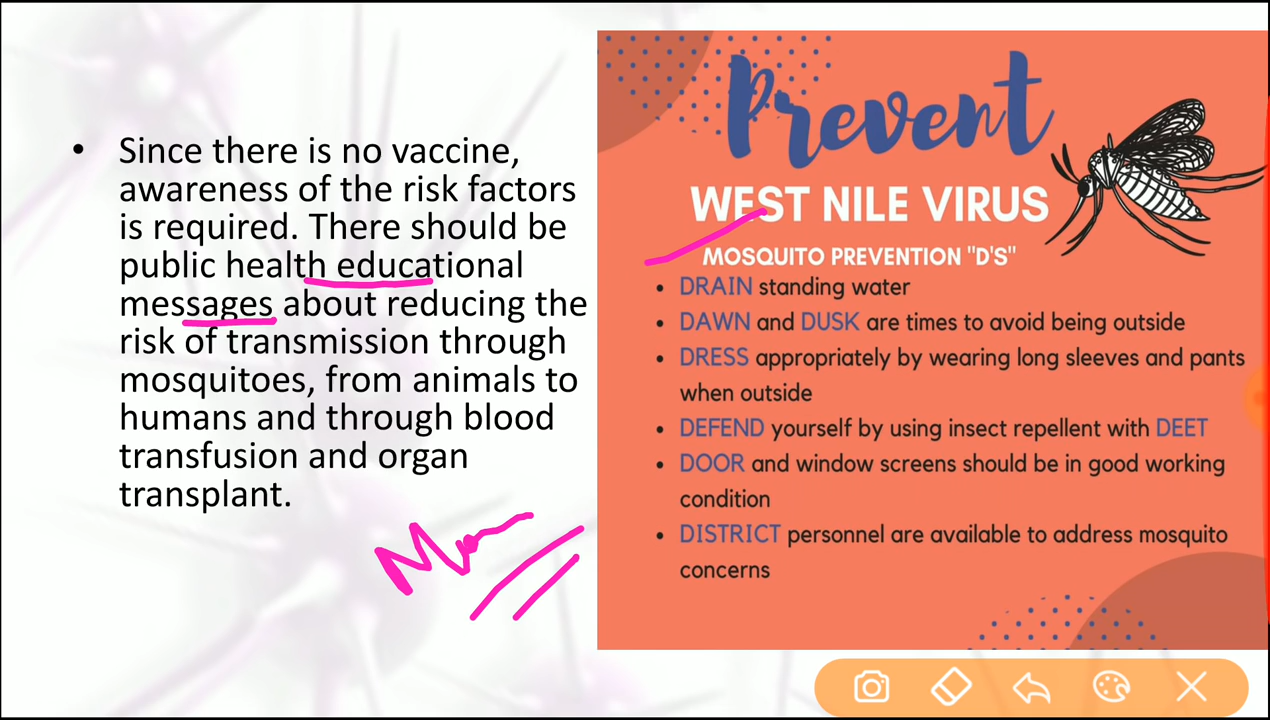 • Since there is no vaccine,
awareness of the risk factors
is required. There should be
public health educational
messages about reducing the
risk of transmission through
mosquitoes, from animals to
humans and through blood
transfusion and organ
transplant.
Prevent
WEST NILE VIRUS
MOSQUITO PREVENTION "D'S"
• DRAIN standing water
• DAWN and DUSK are times to avoid being outside
• DRESS appropriately by wearing long sleeves and pants
when outside
• DEFEND yourself by using insect repellent with DEET
• DOOR and window screens should be in good working
condition
• DISTRICT personnel are available to address mosquito
concerns